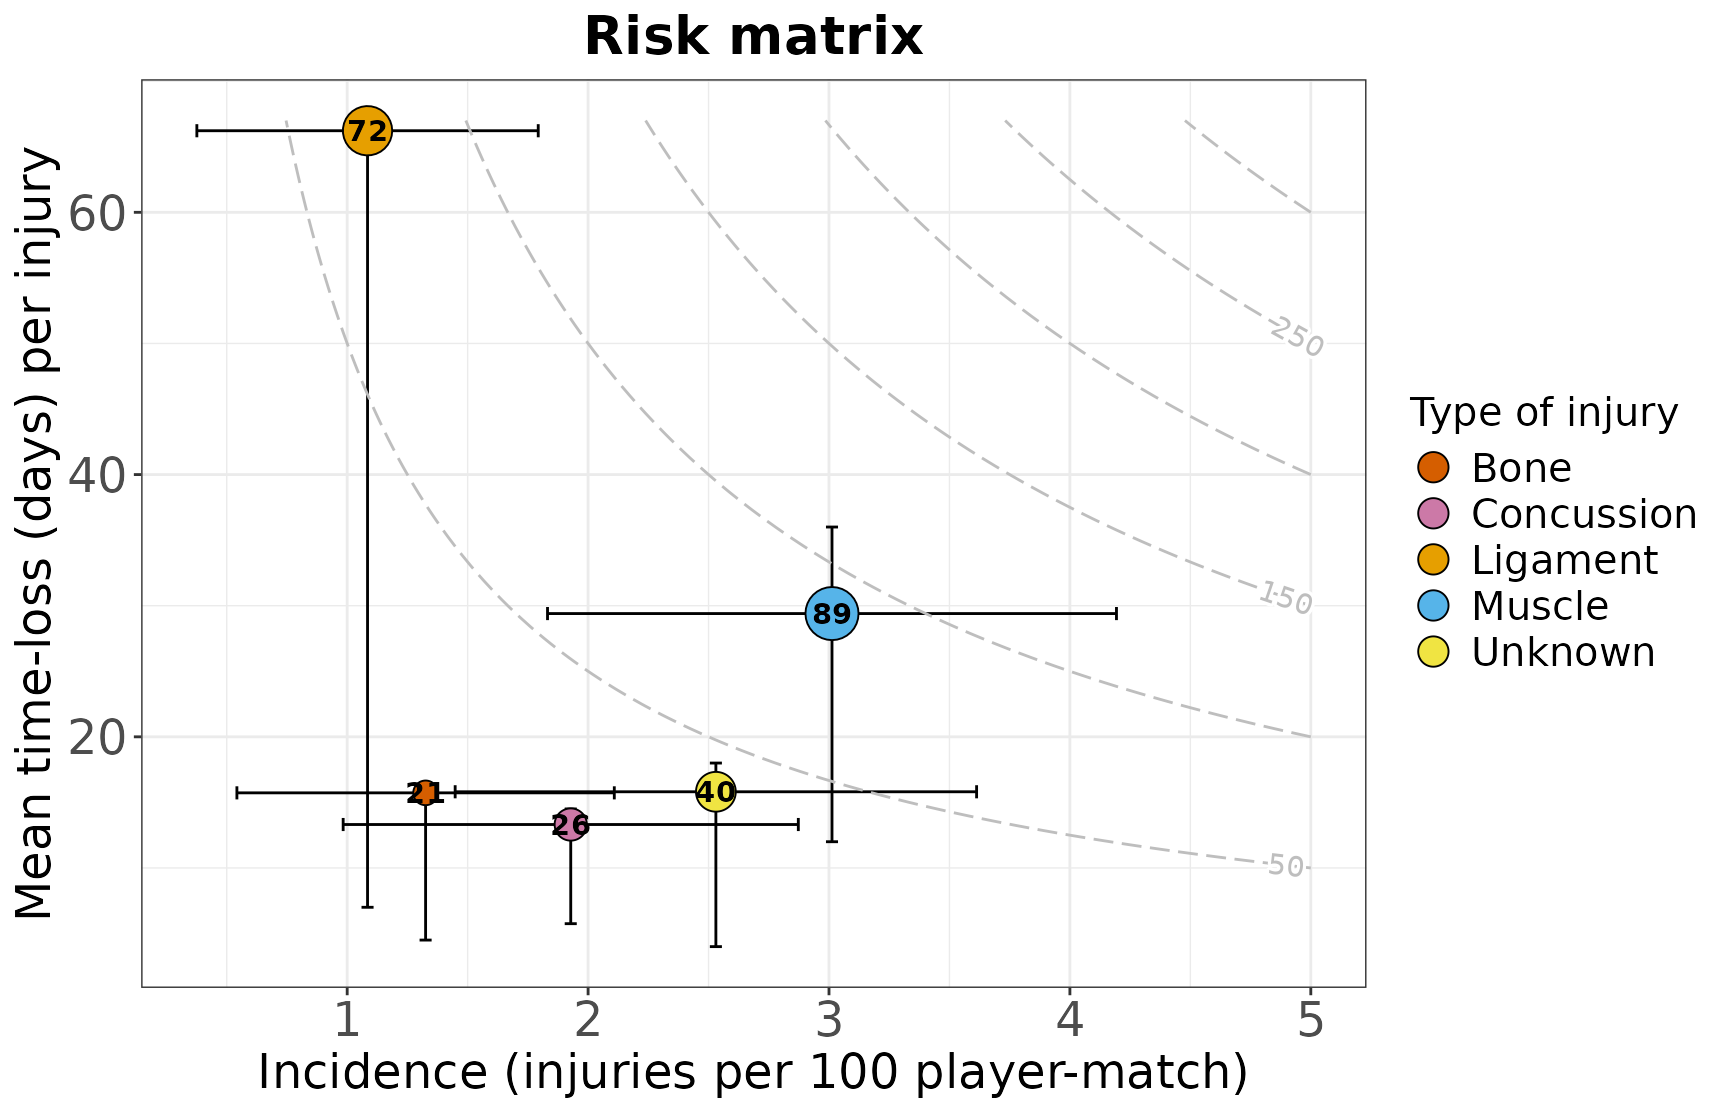 Risk matrix
Mean time-loss (days) per injury
60
40
20
72
89
21
26
40
250
150
50
1 2 3 4 5
Incidence (injuries per 100 player-match)
Type of injury
Bone
Concussion
Ligament
Muscle
Unknown